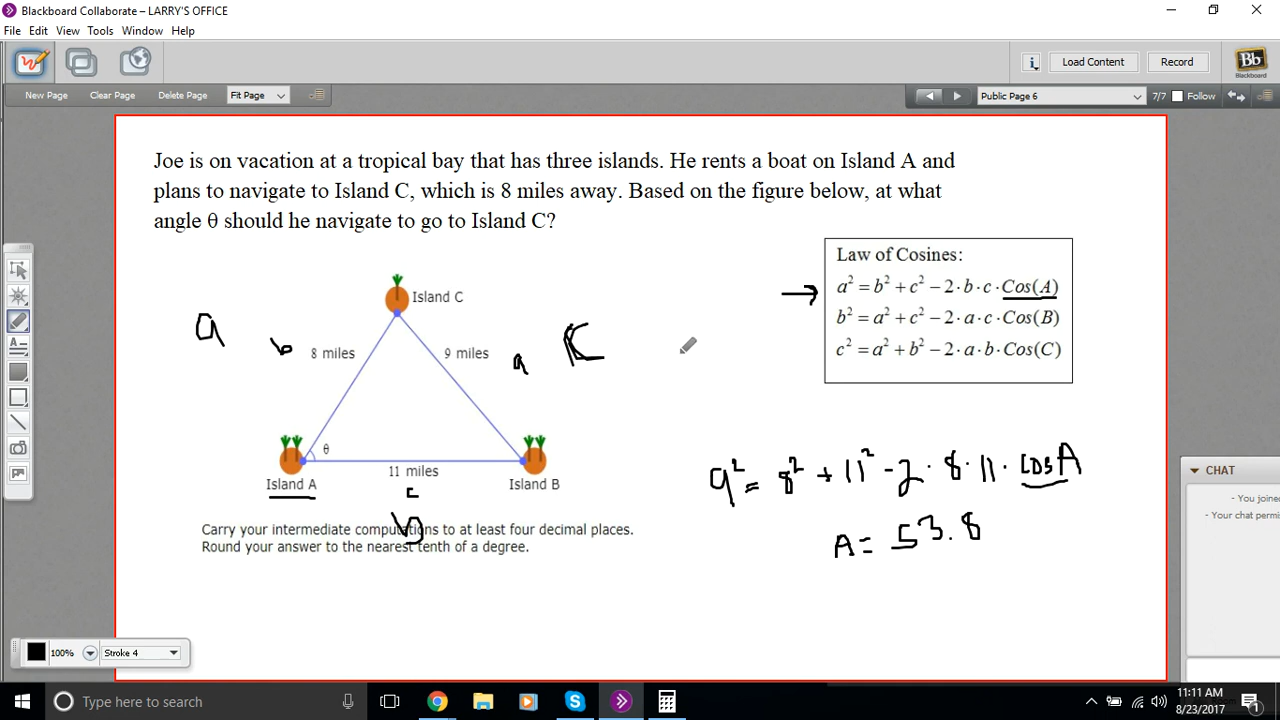 Blackboard Collaborate – LARRY'S OFFICE
File Edit View Tools Window Help
i Load Content Record Bb Blackboard
New Page Clear Page Delete Page Fit Page Public Page 6 7/7 Follow
Joe is on vacation at a tropical bay that has three islands. He rents a boat on Island A and
plans to navigate to Island C, which is 8 miles away. Based on the figure below, at what
angle θ should he navigate to go to Island C?
Law of Cosines:
a² = b² + c² − 2·b·c·Cos(A)
b² = a² + c² − 2·a·c·Cos(B)
c² = a² + b² − 2·a·b·Cos(C)
Island C
a b 8 miles 9 miles a C
θ
11 miles
Island A Island B
c
b
9² = 8² + 11² - 2·8·11·cos A
A = 53.8
Carry your intermediate computations to at least four decimal places.
Round your answer to the nearest tenth of a degree.
CHAT
- You joine
- Your chat permi
100% Stroke 4
Type here to search
11:11 AM
8/23/2017
1